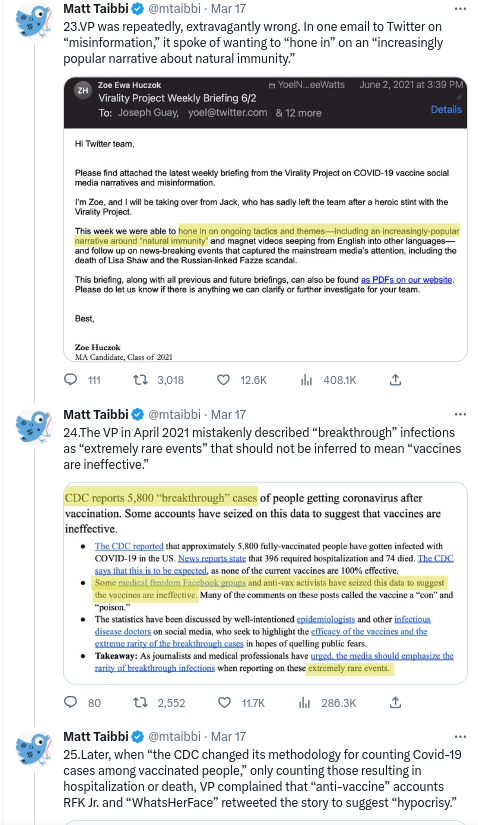 Matt Taibbi @mtaibbi · Mar 17
23.VP was repeatedly, extravagantly wrong. In one email to Twitter on
“misinformation,” it spoke of wanting to “hone in” on an “increasingly
popular narrative about natural immunity.”
ZH
Zoe Ewa Huczok
YoelN...eeWatts June 2, 2021 at 3:39 PM
Virality Project Weekly Briefing 6/2
To: Joseph Guay, yoel@twitter.com & 12 more
Details
Hi Twitter team,
Please find attached the latest weekly briefing from the Virality Project on COVID-19 vaccine social
media narratives and misinformation.
I'm Zoe, and I will be taking over from Jack, who has sadly left the team after a heroic stint with the
Virality Project.
This week we were able to hone in on ongoing tactics and themes—including an increasingly-popular
narrative around “natural immunity” and magnet videos seeping from English into other languages—
and follow up on news-breaking events that captured the mainstream media's attention, including the
death of Lisa Shaw and the Russian-linked Fazze scandal.
This briefing, along with all previous and future briefings, can also be found as PDFs on our website.
Please do let us know if there is anything we can clarify or further investigate for your team.
Best,
Zoe Huczok
MA Candidate, Class of 2021
111 3,018 12.6K 408.1K
Matt Taibbi @mtaibbi · Mar 17
24.The VP in April 2021 mistakenly described “breakthrough” infections
as “extremely rare events” that should not be inferred to mean “vaccines
are ineffective.”
CDC reports 5,800 “breakthrough” cases of people getting coronavirus after
vaccination. Some accounts have seized on this data to suggest that vaccines are
ineffective.
● The CDC reported that approximately 5,800 fully-vaccinated people have gotten infected with
COVID-19 in the US. News reports state that 396 required hospitalization and 74 died. The CDC
says that this is to be expected, as none of the current vaccines are 100% effective.
● Some medical freedom Facebook groups and anti-vax activists have seized this data to suggest
the vaccines are ineffective. Many of the comments on these posts called the vaccine a “con” and
“poison.”
● The statistics have been discussed by well-intentioned epidemiologists and other infectious
disease doctors on social media, who seek to highlight the efficacy of the vaccines and the
extreme rarity of the breakthrough cases in hopes of quelling public fears.
● Takeaway: As journalists and medical professionals have urged, the media should emphasize the
rarity of breakthrough infections when reporting on these extremely rare events.
80 2,552 11.7K 286.3K
Matt Taibbi @mtaibbi · Mar 17
25.Later, when “the CDC changed its methodology for counting Covid-19
cases among vaccinated people,” only counting those resulting in
hospitalization or death, VP complained that “anti-vaccine” accounts
RFK Jr. and “WhatsHerFace” retweeted the story to suggest “hypocrisy.”